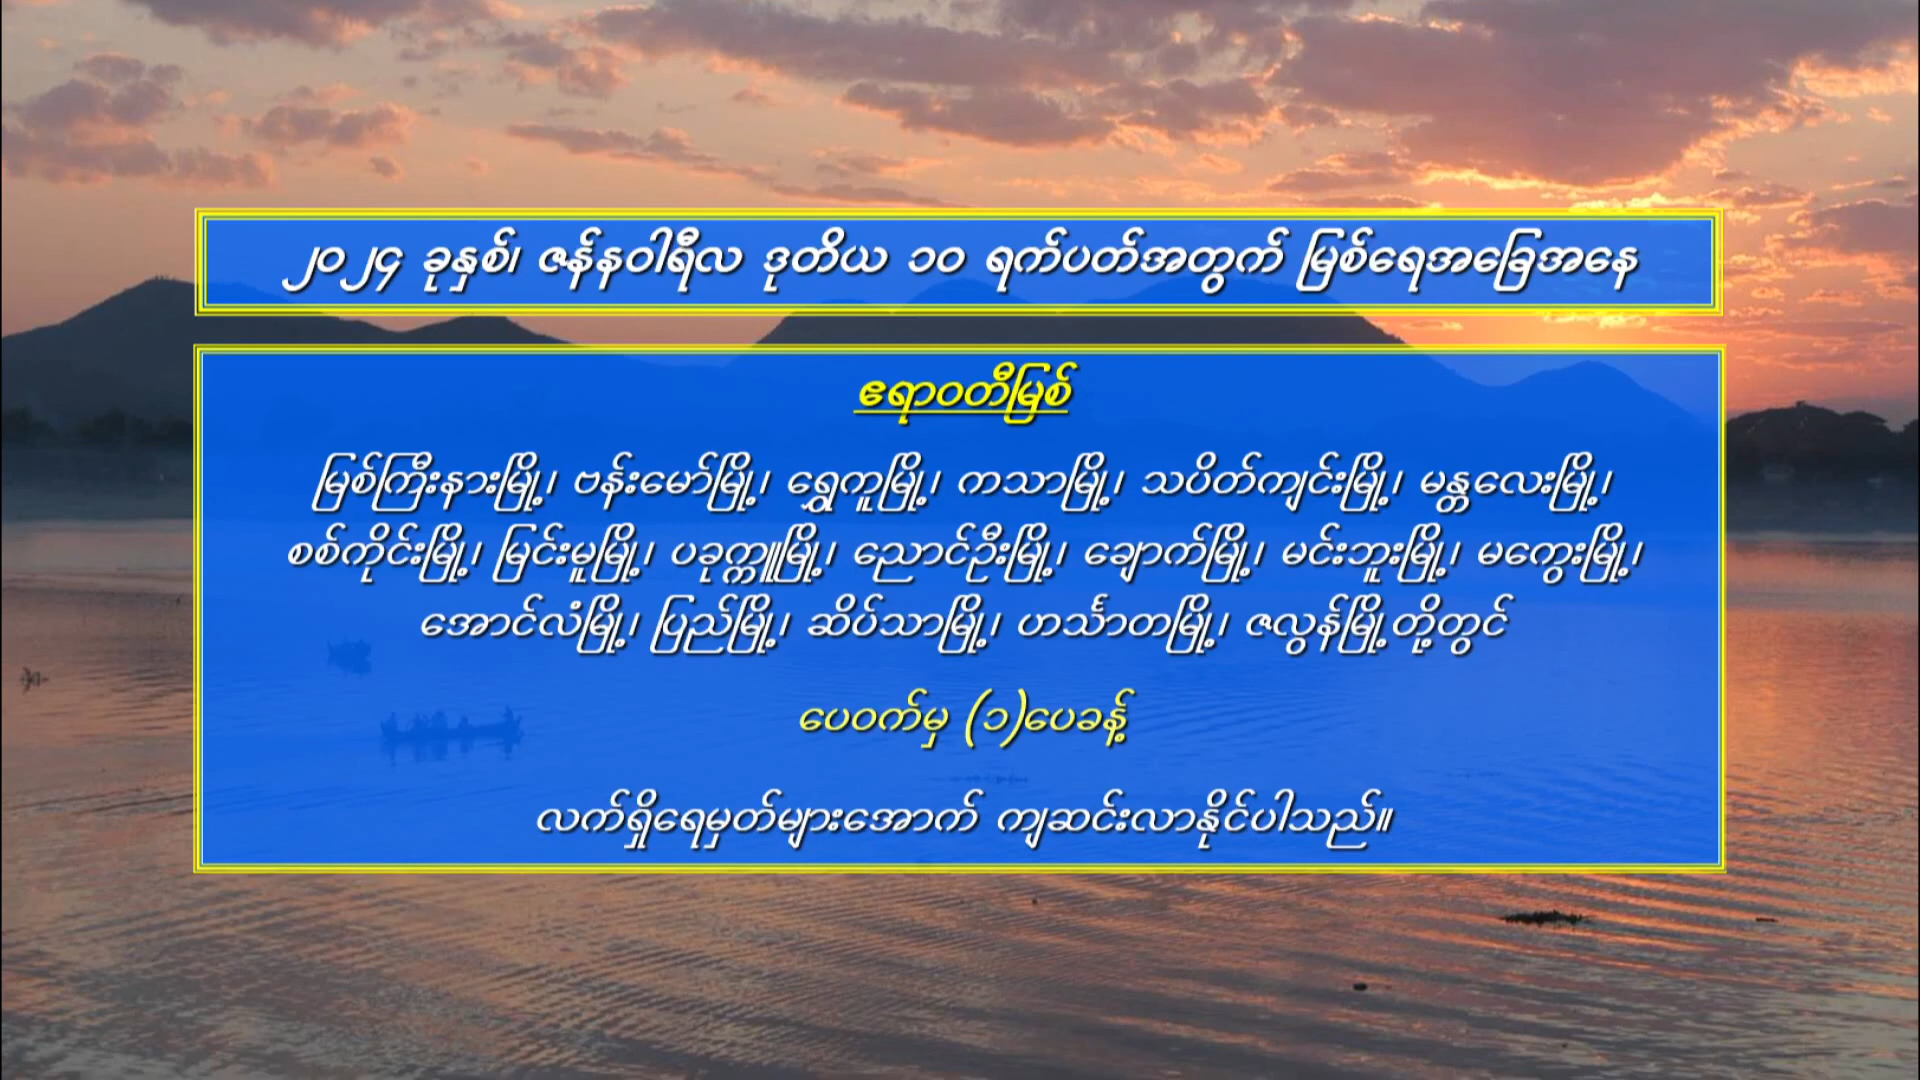 ၂၀၂၄ ခုနှစ်၊ ဇန်နဝါရီလ ဒုတိယ ၁၀ ရက်ပတ်အတွက် မြစ်ရေအခြေအနေ
ဧရာဝတီမြစ်
မြစ်ကြီးနားမြို့၊ ဗန်းမော်မြို့၊ ရွှေကူမြို့၊ ကသာမြို့၊ သပိတ်ကျင်းမြို့၊ မန္တလေးမြို့၊
စစ်ကိုင်းမြို့၊ မြင်းမူမြို့၊ ပခုက္ကူမြို့၊ ညောင်ဦးမြို့၊ ချောက်မြို့၊ မင်းဘူးမြို့၊ မကွေးမြို့၊
အောင်လံမြို့၊ ပြည်မြို့၊ ဆိပ်သာမြို့၊ ဟင်္သာတမြို့၊ ဇလွန်မြို့တို့တွင်
ပေဝက်မှ (၁)ပေခန့်
လက်ရှိရေမှတ်များအောက် ကျဆင်းလာနိုင်ပါသည်။